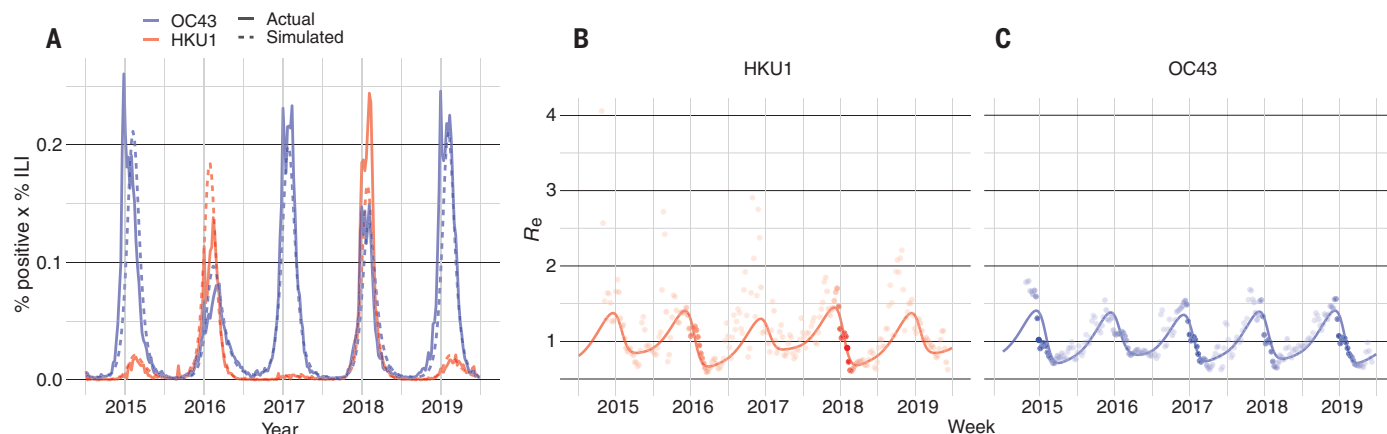 A
OC43
HKU1
Actual
Simulated
% positive x % ILI
0.2
0.1
0.0
2015 2016 2017 2018 2019
Year
B
HKU1
Re
4
3
2
1
2015 2016 2017 2018 2019
C
OC43
2015 2016 2017 2018 2019
Week